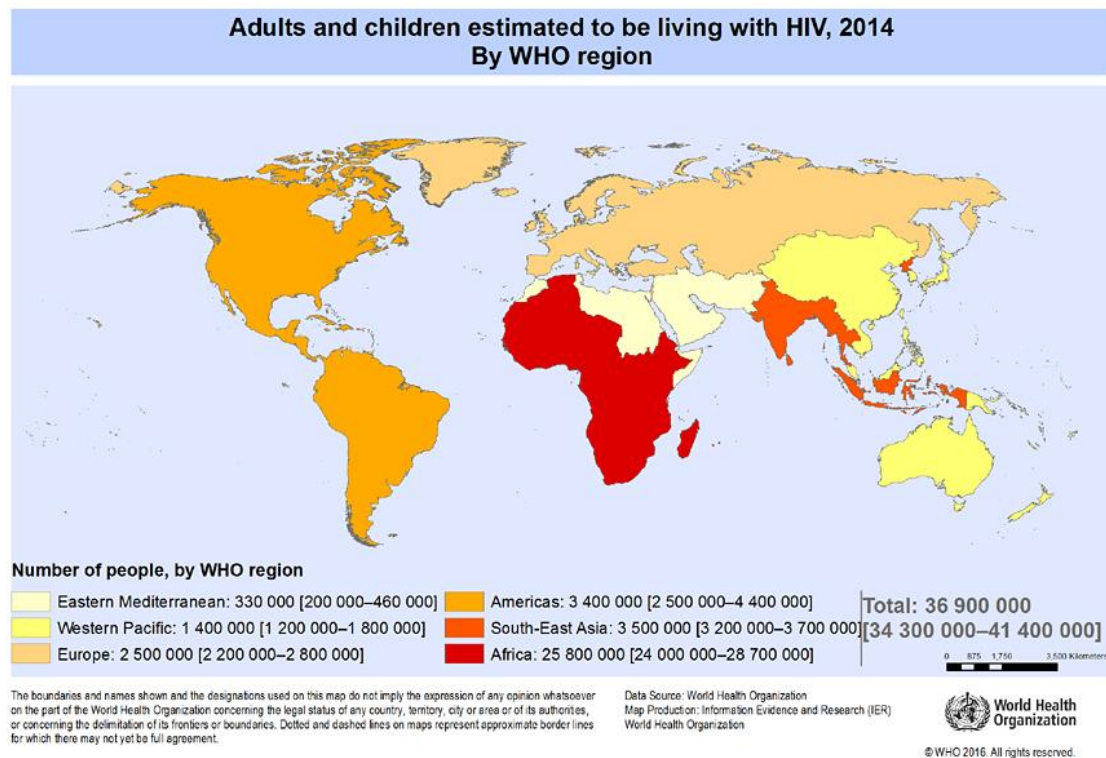 Adults and children estimated to be living with HIV, 2014
By WHO region
Number of people, by WHO region
Eastern Mediterranean: 330 000 [200 000–460 000]
Western Pacific: 1 400 000 [1 200 000–1 800 000]
Europe: 2 500 000 [2 200 000–2 800 000]
Americas: 3 400 000 [2 500 000–4 400 000]
South-East Asia: 3 500 000 [3 200 000–3 700 000]
Africa: 25 800 000 [24 000 000–28 700 000]
Total: 36 900 000
[34 300 000–41 400 000]
0 875 1,750 3,500 Kilometers
The boundaries and names shown and the designations used on this map do not imply the expression of any opinion whatsoever
on the part of the World Health Organization concerning the legal status of any country, territory, city or area or of its authorities,
or concerning the delimitation of its frontiers or boundaries. Dotted and dashed lines on maps represent approximate border lines
for which there may not yet be full agreement.
Data Source: World Health Organization
Map Production: Information Evidence and Research (IER)
World Health Organization
World Health
Organization
© WHO 2016. All rights reserved.